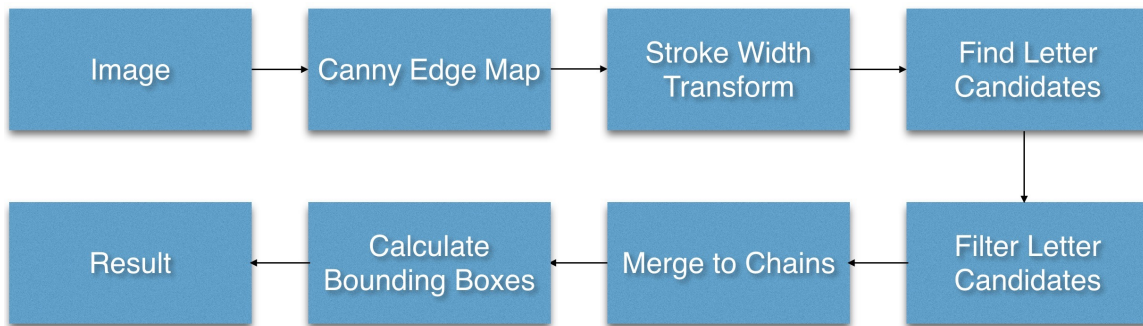 Image
Canny Edge Map
Stroke Width
Transform
Find Letter
Candidates
Filter Letter
Candidates
Merge to Chains
Calculate
Bounding Boxes
Result